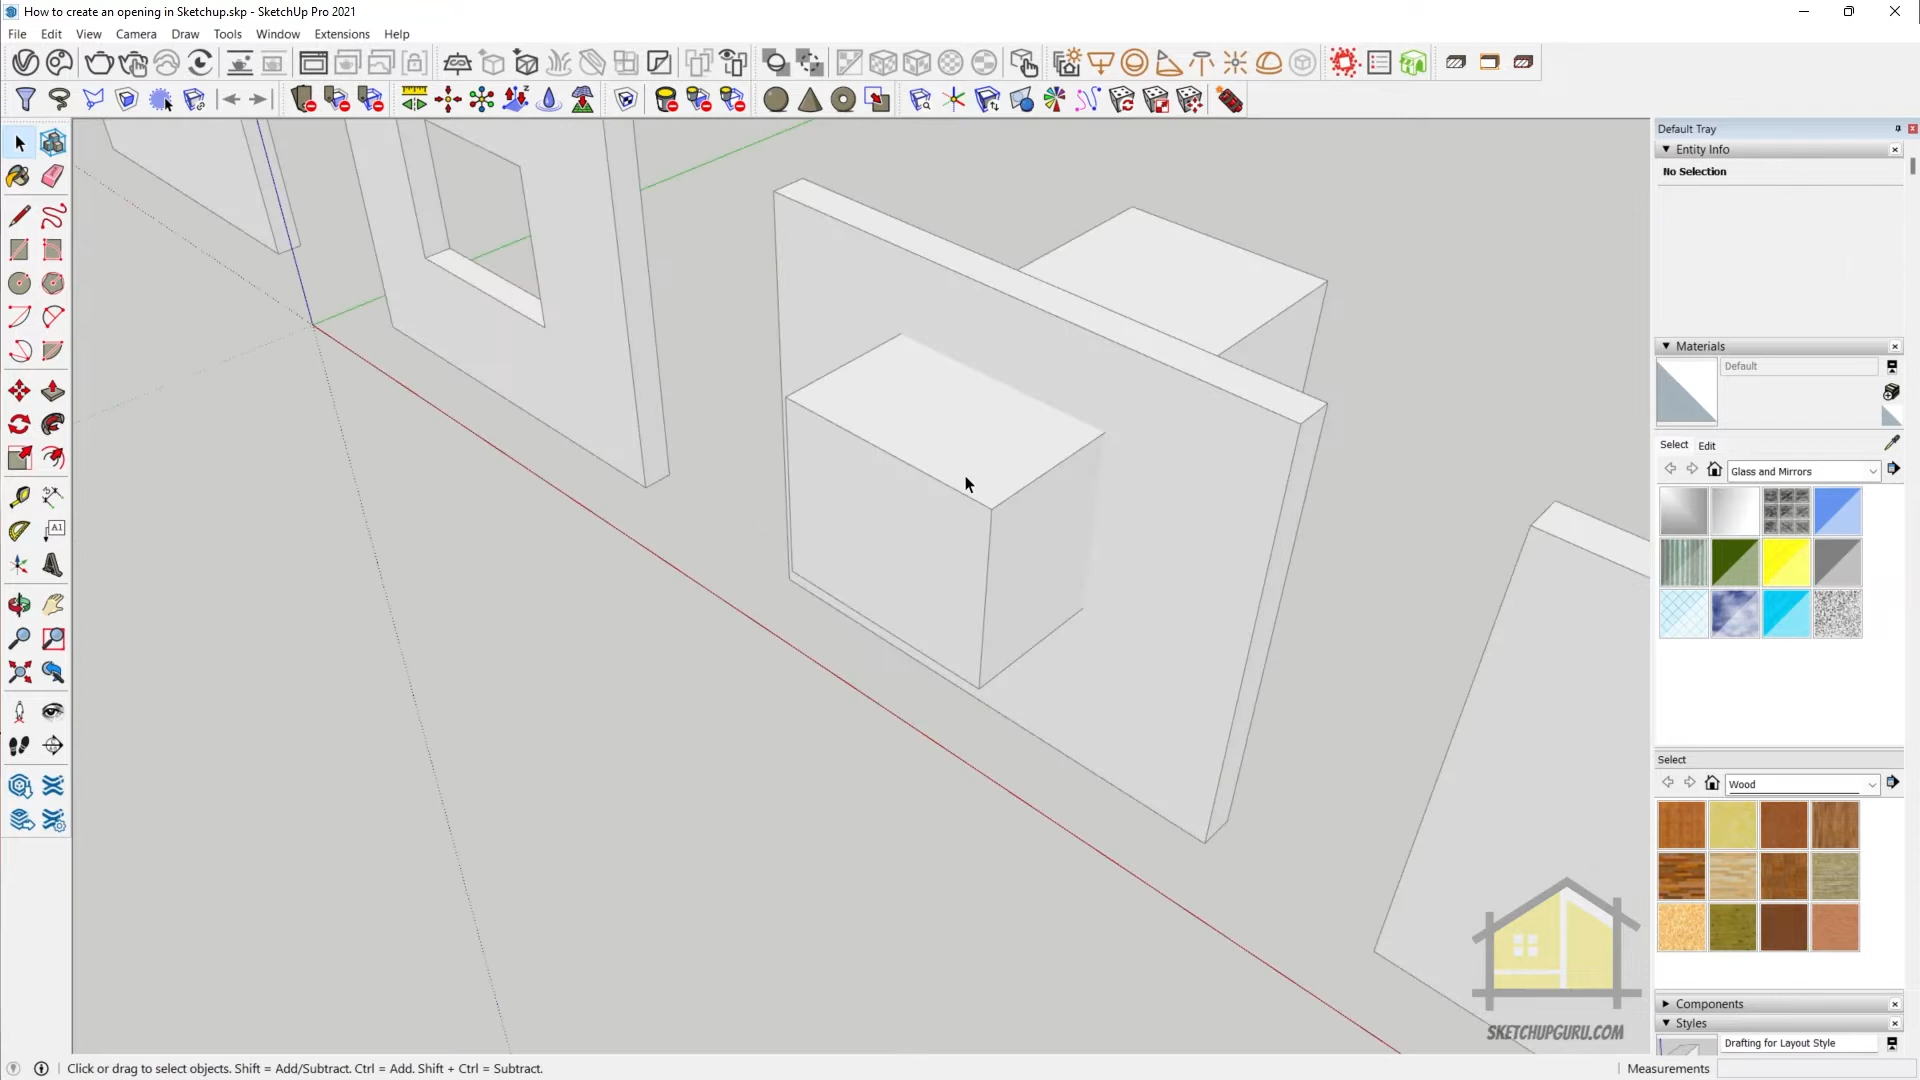 How to create an opening in Sketchup.skp - SketchUp Pro 2021
File Edit View Camera Draw Tools Window Extensions Help
Default Tray
Entity Info
No Selection
Materials
Default
Select Edit
Glass and Mirrors
A1
Select
Wood
Components
Styles
Drafting for Layout Style
SKETCHUPGURU.COM
Click or drag to select objects. Shift = Add/Subtract. Ctrl = Add. Shift + Ctrl = Subtract.
Measurements